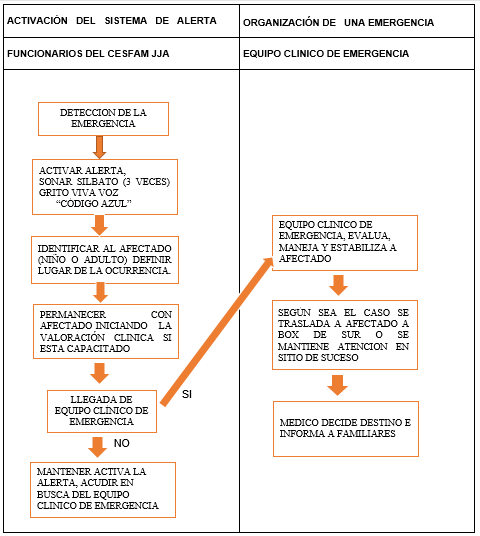 ACTIVACIÓN DEL SISTEMA DE ALERTA
FUNCIONARIOS DEL CESFAM JJA
DETECCION DE LA
EMERGENCIA
ACTIVAR ALERTA,
SONAR SILBATO (3 VECES)
GRITO VIVA VOZ
“CÓDIGO AZUL”
IDENTIFICAR AL AFECTADO
(NIÑO O ADULTO) DEFINIR
LUGAR DE LA OCURRENCIA.
PERMANECER CON
AFECTADO INICIANDO LA
VALORACIÓN CLINICA SI
ESTA CAPACITADO
LLEGADA DE
EQUIPO CLÍNICO DE
EMERGENCIA
SI
NO
MANTENER ACTIVA LA
ALERTA, ACUDIR EN
BUSCA DEL EQUIPO
CLINICO DE EMERGENCIA
ORGANIZACIÓN DE UNA EMERGENCIA
EQUIPO CLINICO DE EMERGENCIA
EQUIPO CLINICO DE
EMERGENCIA, EVALUA,
MANEJA Y ESTABILIZA A
AFECTADO
SEGÚN SEA EL CASO SE
TRASLADA A AFECTADO A
BOX DE SUR O SE
MANTIENE ATENCION EN
SITIO DE SUCESO
MEDICO DECIDE DESTINO E
INFORMA A FAMILIARES